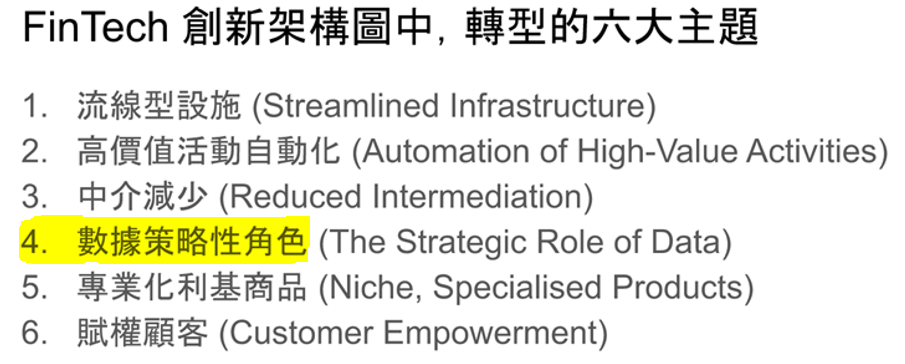 FinTech 創新架構圖中，轉型的六大主題
1. 流線型設施 (Streamlined Infrastructure)
2. 高價值活動自動化 (Automation of High-Value Activities)
3. 中介減少 (Reduced Intermediation)
4. 數據策略性角色 (The Strategic Role of Data)
5. 專業化利基商品 (Niche, Specialised Products)
6. 賦權顧客 (Customer Empowerment)